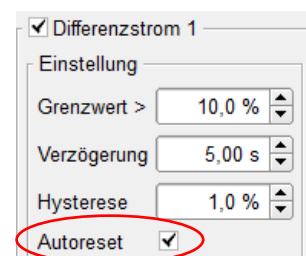 Differenzstrom 1
Einstellung
Grenzwert > 10,0 %
Verzögerung 5,00 s
Hysterese 1,0 %
Autoreset